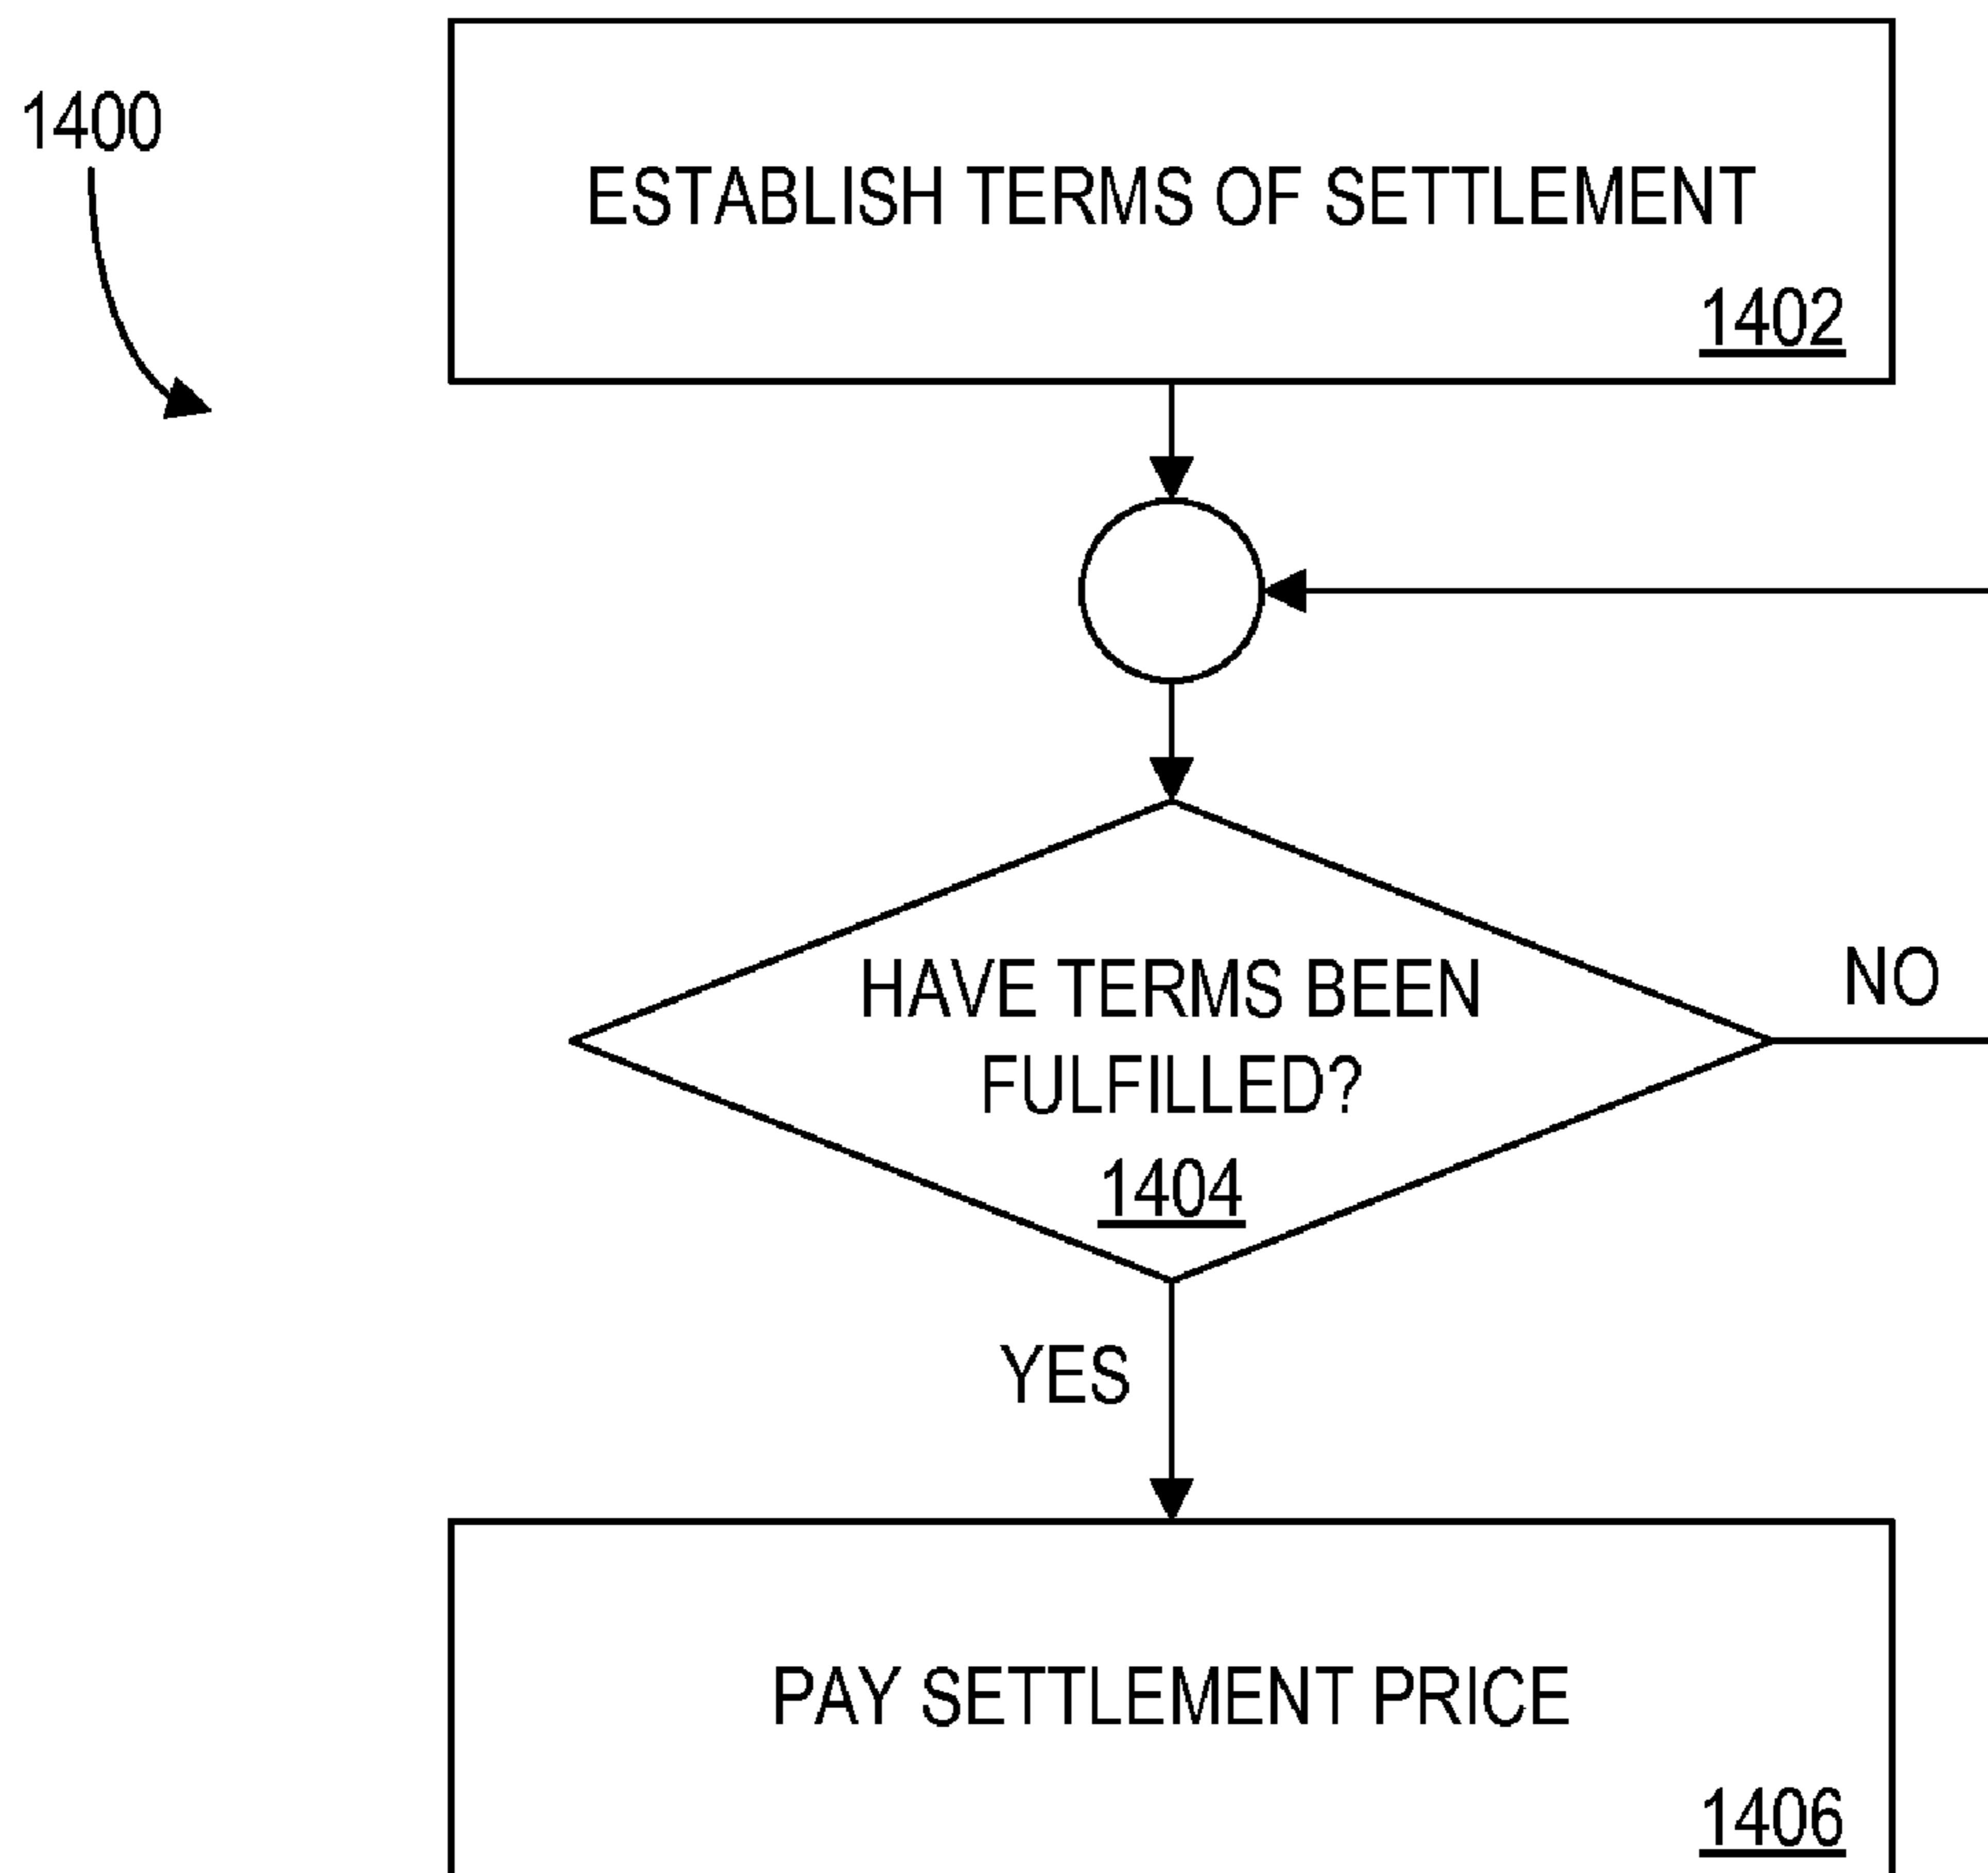 1400
ESTABLISH TERMS OF SETTLEMENT
1402
HAVE TERMS BEEN
FULFILLED?
1404
NO
YES
PAY SETTLEMENT PRICE
1406